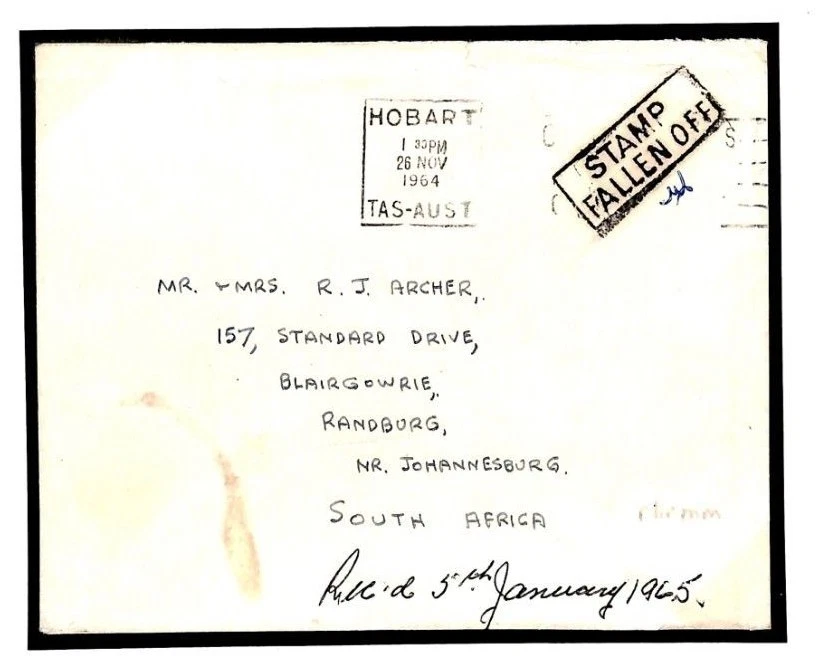 HOBART
1 30PM
26 NOV
1964
TAS-AUST
STAMP
FALLEN OFF
MR. & MRS. R. J. ARCHER,
157, STANDARD DRIVE,
BLAIRGOWRIE,
RANDBURG,
NR. JOHANNESBURG.
SOUTH AFRICA
Rec'd 5th January 1965.